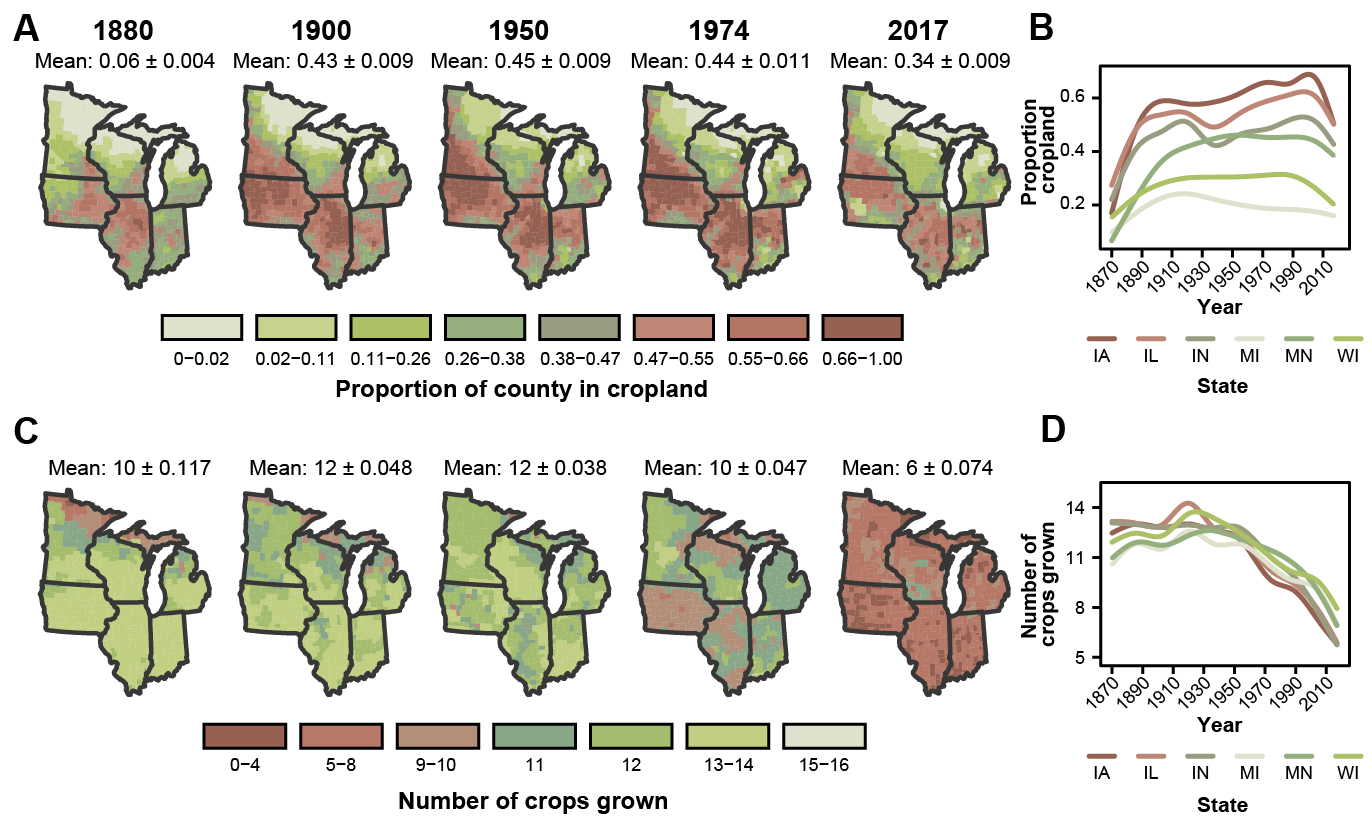 A
1880 1900 1950 1974 2017
Mean: 0.06 ± 0.004 Mean: 0.43 ± 0.009 Mean: 0.45 ± 0.009 Mean: 0.44 ± 0.011 Mean: 0.34 ± 0.009
0−0.02 0.02−0.11 0.11−0.26 0.26−0.38 0.38−0.47 0.47−0.55 0.55−0.66 0.66−1.00
Proportion of county in cropland
B
Proportion
cropland
0.6
0.4
0.2
1870 1890 1910 1930 1950 1970 1990 2010
Year
IA IL IN MI MN WI
State
C
Mean: 10 ± 0.117 Mean: 12 ± 0.048 Mean: 12 ± 0.038 Mean: 10 ± 0.047 Mean: 6 ± 0.074
0−4 5−8 9−10 11 12 13−14 15−16
Number of crops grown
D
Number of
crops grown
14
11
8
5
1870 1890 1910 1930 1950 1970 1990 2010
Year
IA IL IN MI MN WI
State